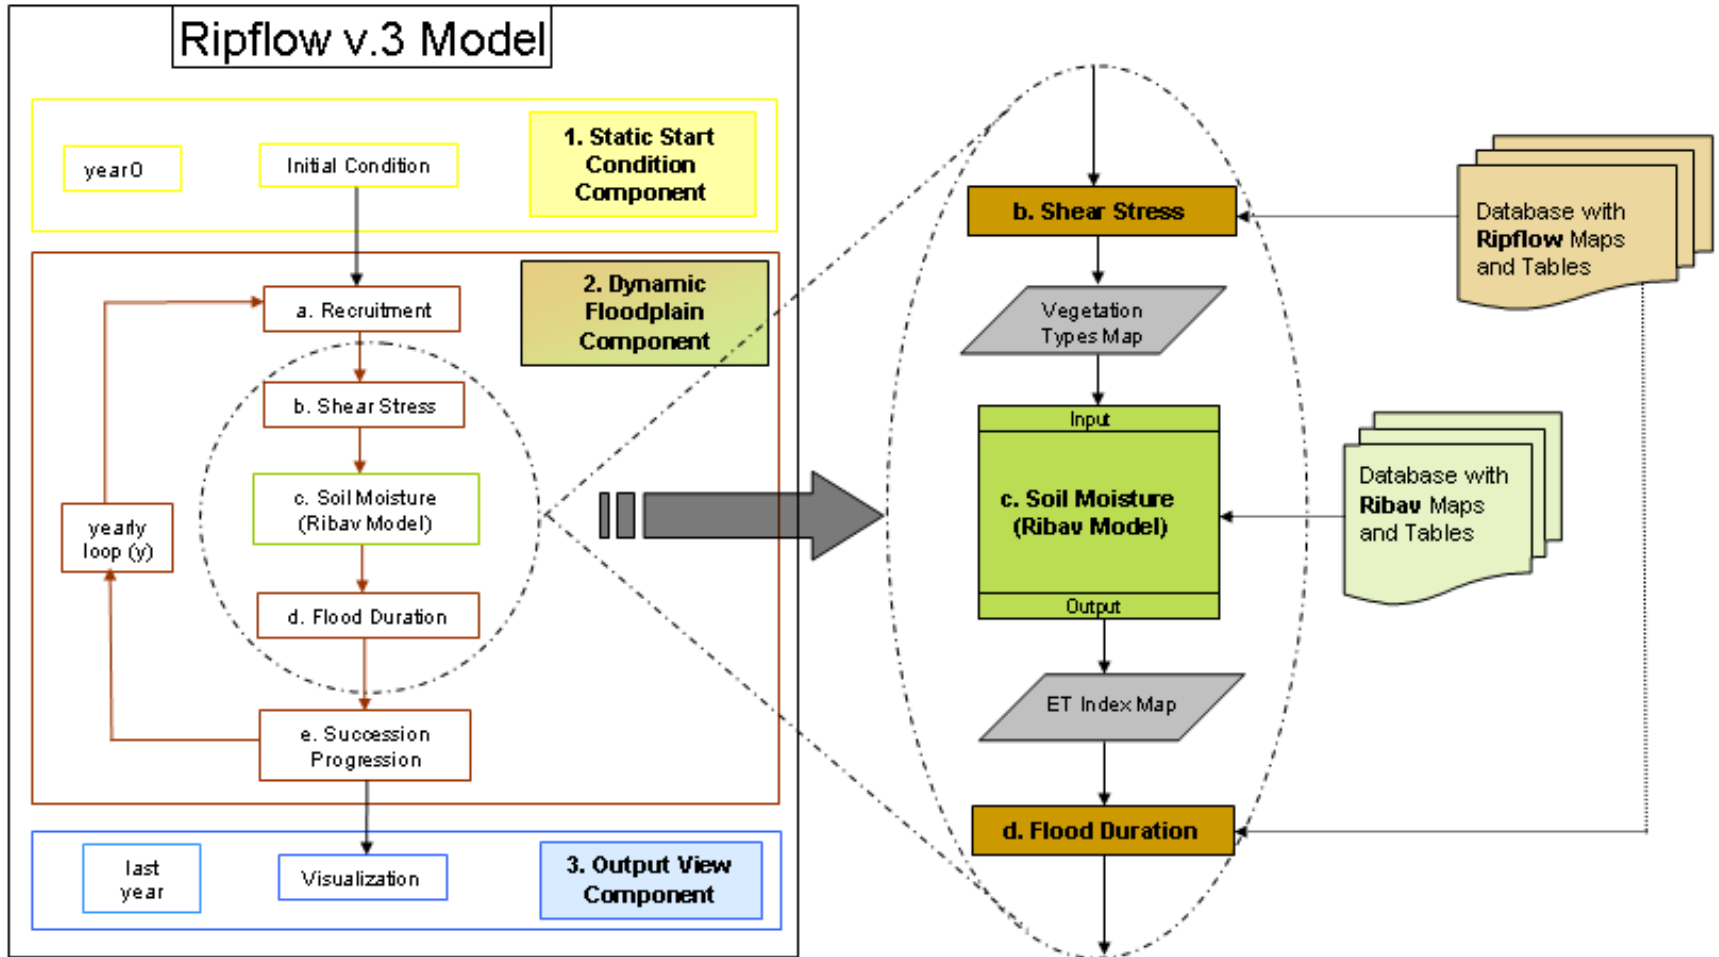 Ripflow v.3 Model
1. Static Start
Condition
Component
year0
Initial Condition
2. Dynamic
Floodplain
Component
a. Recruitment
b. Shear Stress
c. Soil Moisture
(Ribav Model)
yearly
loop (y)
d. Flood Duration
e. Succession
Progression
last
year
Visualization
3. Output View
Component
b. Shear Stress
Vegetation
Types Map
Input
c. Soil Moisture
(Ribav Model)
Output
ET Index Map
d. Flood Duration
Database with
Ripflow Maps
and Tables
Database with
Ribav Maps
and Tables